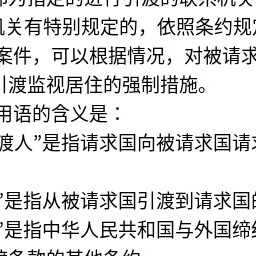 机关有特别规定的，依照条约规定
案件，可以根据情况，对被请求
引渡监视居住的强制措施。
用语的含义是：
渡人”是指请求国向被请求国请求
”是指从被请求国引渡到请求国的
”是指中华人民共和国与外国缔结